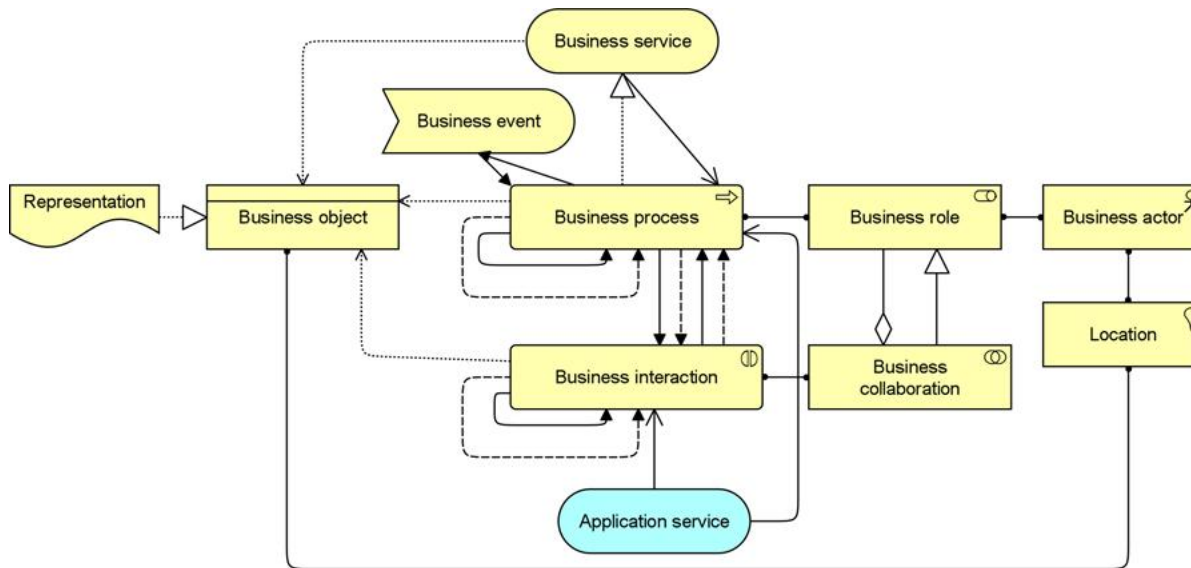 Business service
Business event
Representation
Business object
Business process
Business role
Business actor
Location
Business interaction
Business
collaboration
Application service